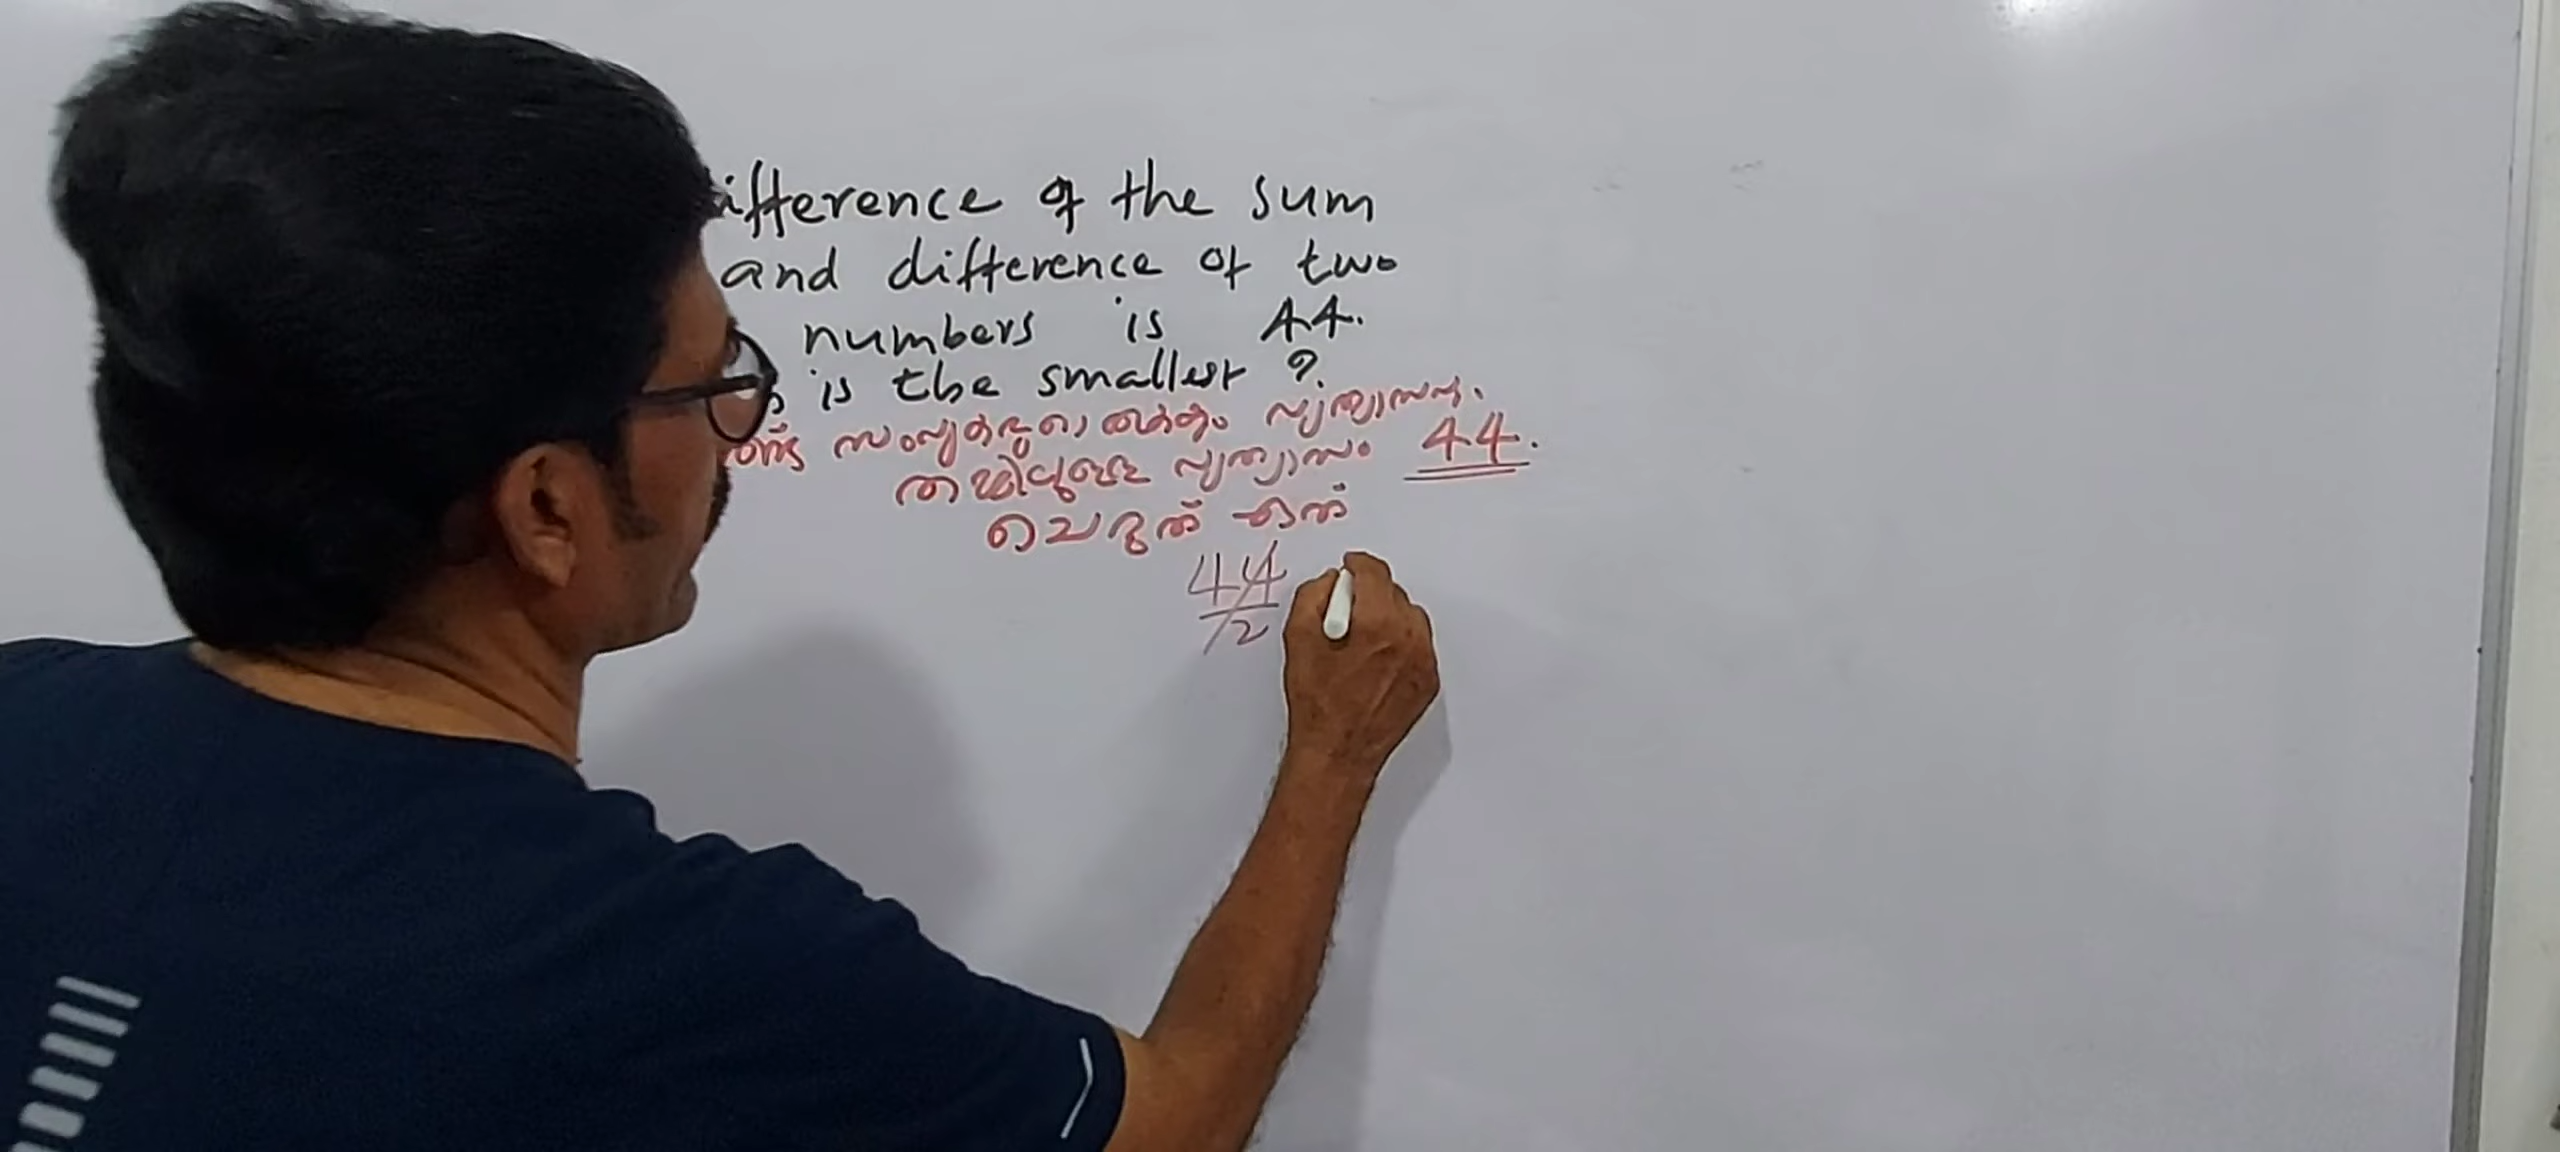 ifference of the sum
and difference of two
numbers is 44.
is the smallest ?
സംഖ്യകളുടെ തുകയും വ്യത്യാസവും
തമ്മിലുള്ള വ്യത്യാസം 44.
ചെറുത് ഏത്
44
2